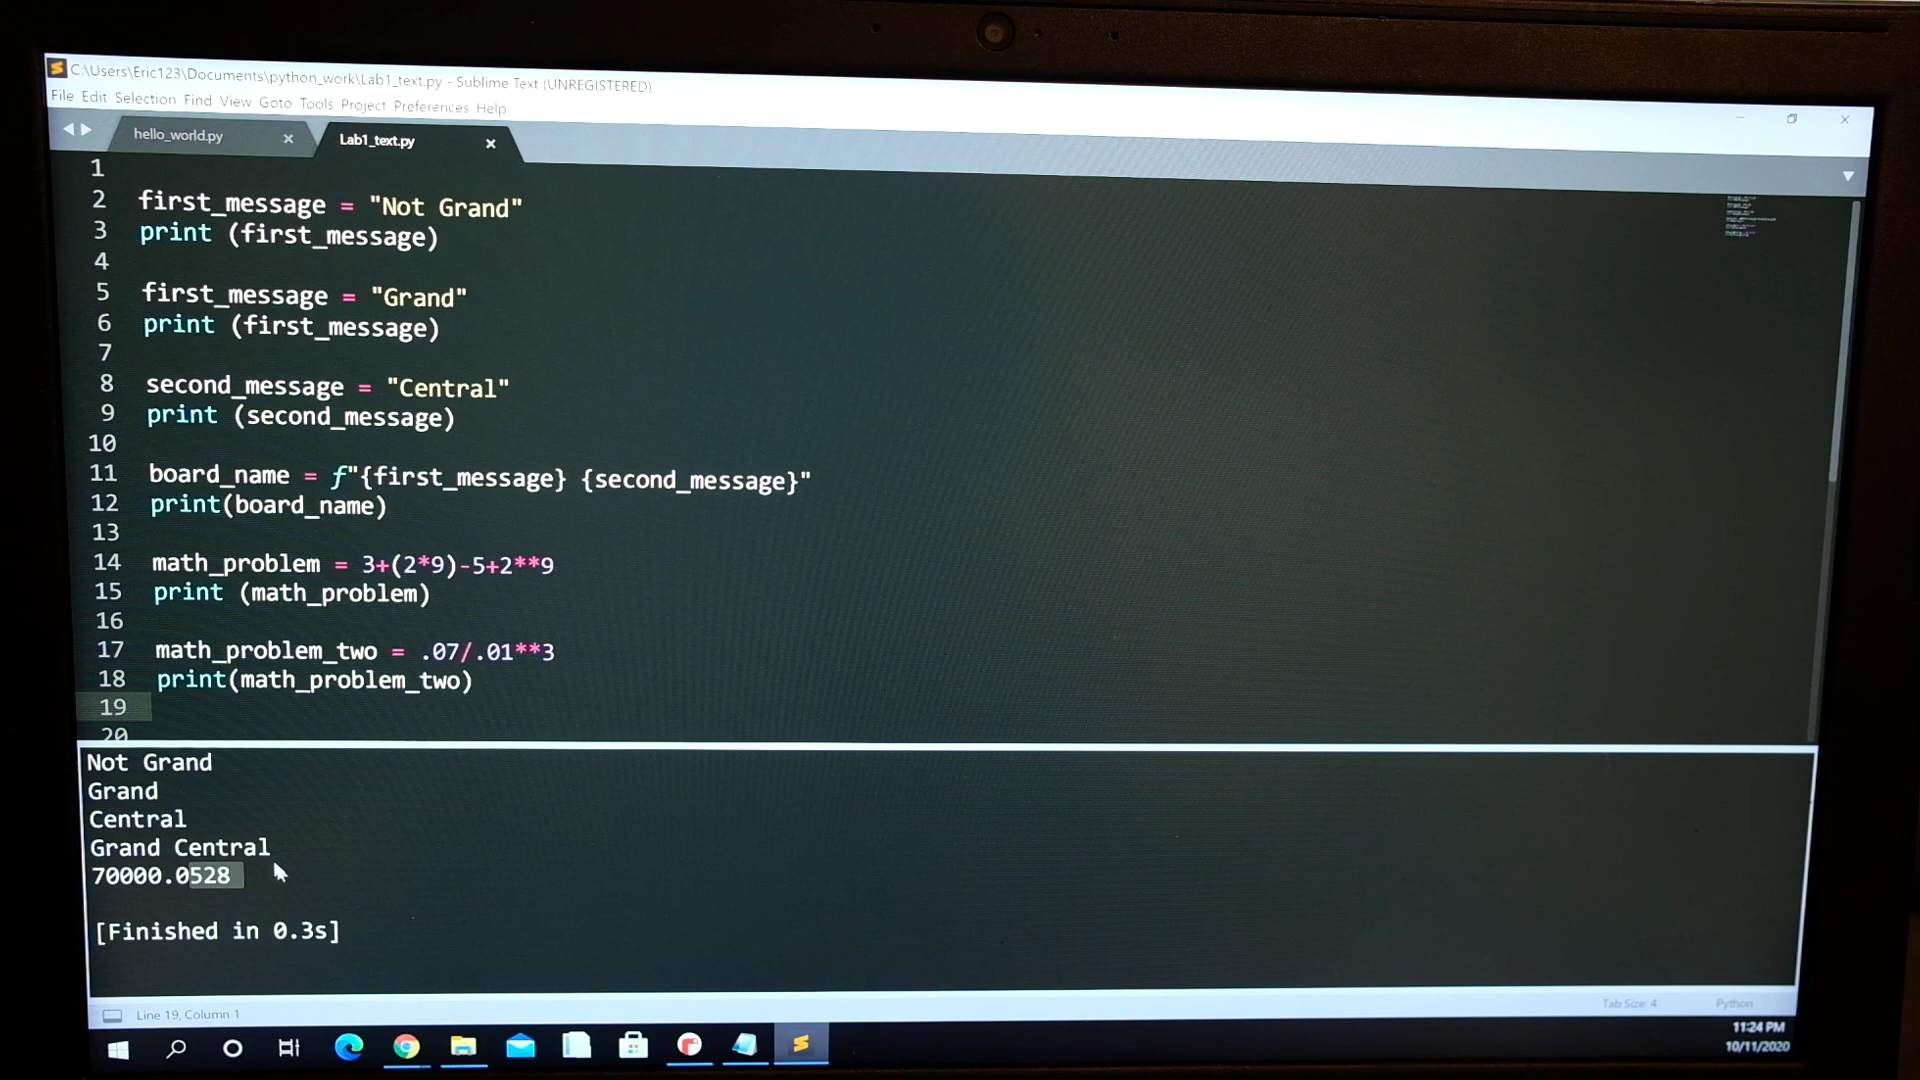 C:\Users\Eric123\Documents\python_work\Lab1_text.py - Sublime Text (UNREGISTERED)
File Edit Selection Find View Goto Tools Project Preferences Help
hello_world.py
Lab1_text.py
1
2 first_message = "Not Grand"
3 print (first_message)
4
5 first_message = "Grand"
6 print (first_message)
7
8 second_message = "Central"
9 print (second_message)
10
11 board_name = f"{first_message} {second_message}"
12 print(board_name)
13
14 math_problem = 3+(2*9)-5+2**9
15 print (math_problem)
16
17 math_problem_two = .07/.01**3
18 print(math_problem_two)
19
20
Not Grand
Grand
Central
Grand Central
70000.0528
[Finished in 0.3s]
Line 19, Column 1
Tab Size: 4
Python
11:24 PM
10/11/2020